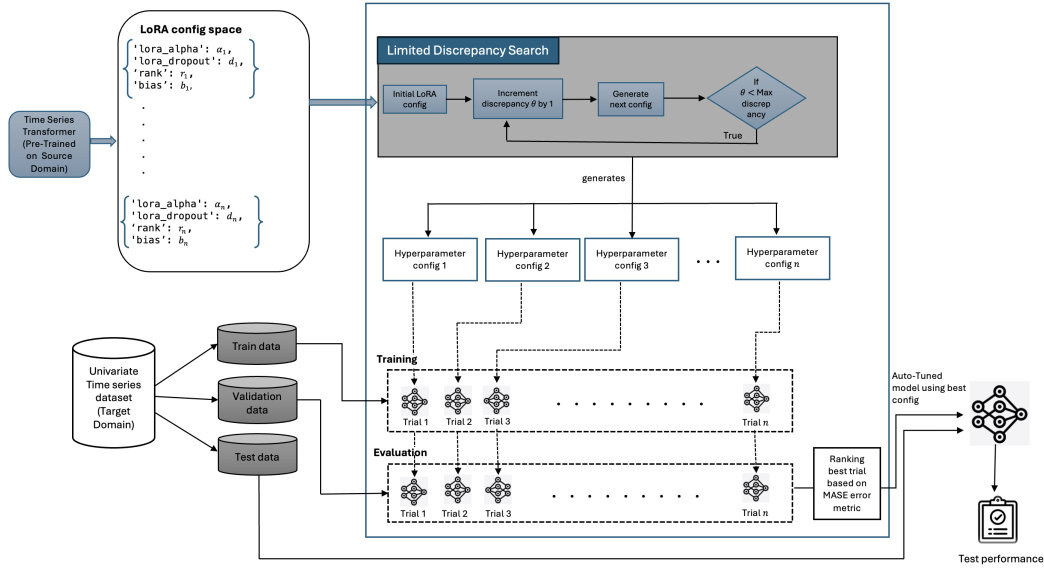 LoRA config space
'lora_alpha': α₁,
'lora_dropout': d₁,
‘rank’: r₁,
'bias': b₁,
.
.
.
.
.
'lora_alpha': αₙ,
'lora_dropout': dₙ,
‘rank’: rₙ,
'bias': bₙ
Time Series
Transformer
(Pre-Trained
on Source
Domain)
Limited Discrepancy Search
Initial LoRA
config
Increment
discrepancy θ by 1
Generate
next config
If
θ < Max
discrep
ancy
True
generates
Hyperparameter
config 1
Hyperparameter
config 2
Hyperparameter
config 3
. . .
Hyperparameter
config n
Univariate
Time series
dataset
(Target
Domain)
Train data
Validation
data
Test data
Training
Trial 1
Trial 2
Trial 3
. . . . . . . . . .
Trial n
Evaluation
Trial 1
Trial 2
Trial 3
. . . . . . . . . .
Trial n
Ranking
best trial
based on
MASE error
metric
Auto-Tuned
model using best
config
Test performance